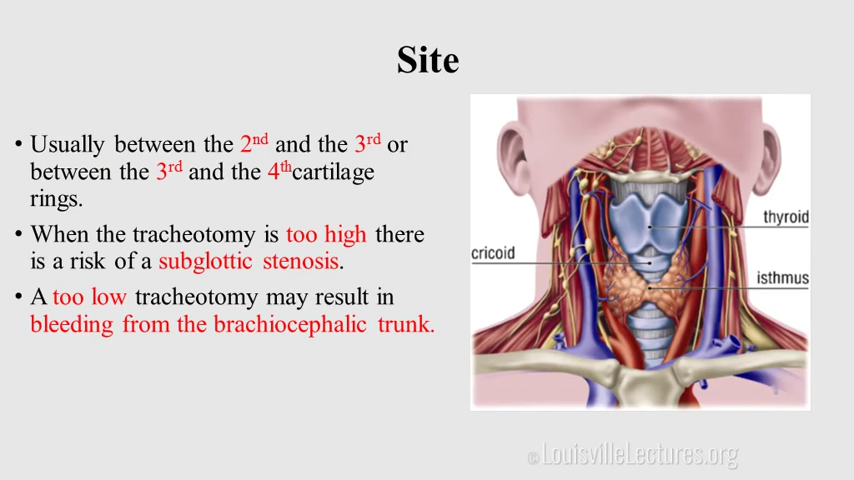 Site
• Usually between the 2nd and the 3rd or
between the 3rd and the 4thcartilage
rings.
• When the tracheotomy is too high there
is a risk of a subglottic stenosis.
• A too low tracheotomy may result in
bleeding from the brachiocephalic trunk.
thyroid
cricoid
isthmus
© LouisvilleLectures.org